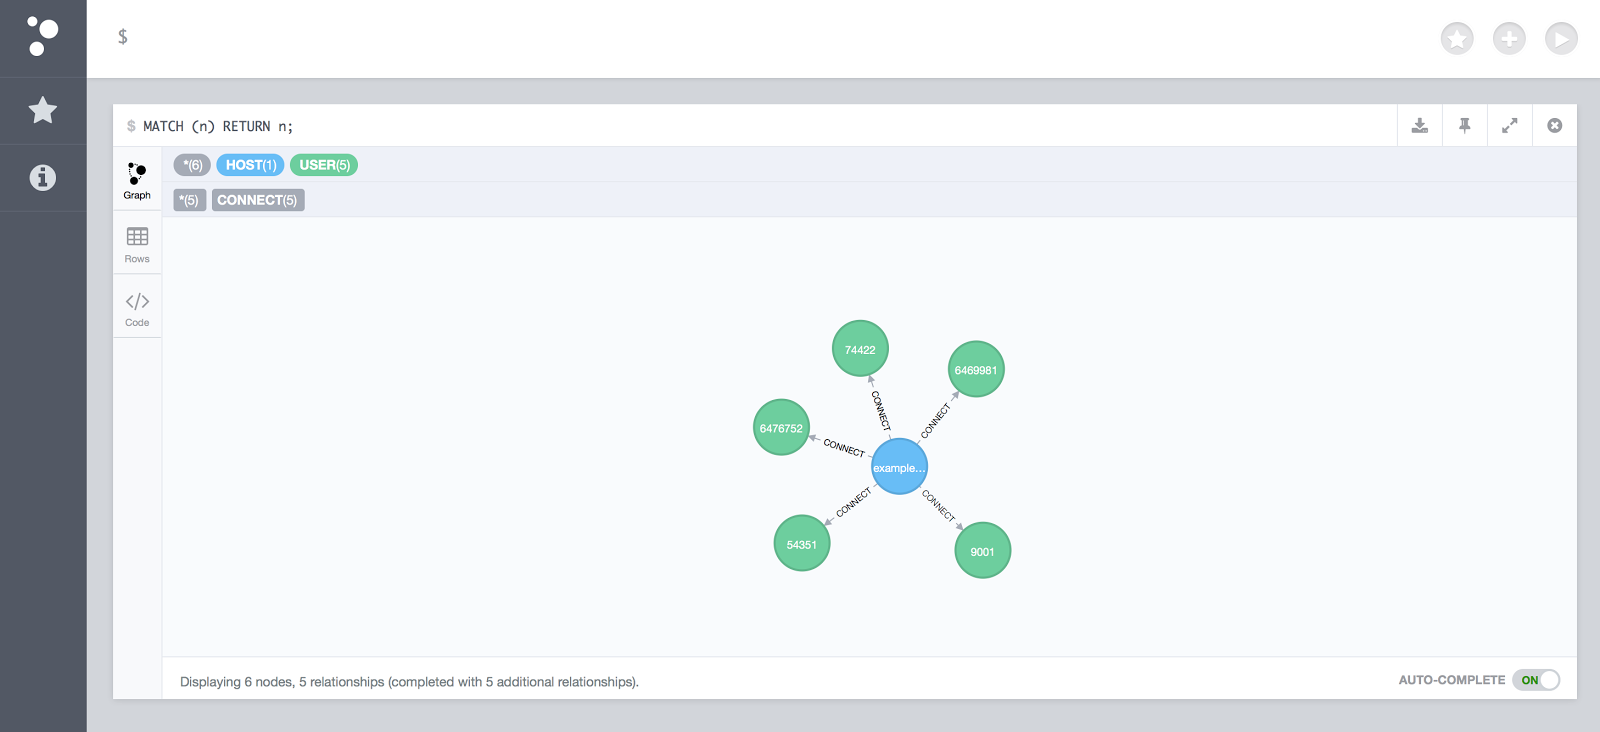 $
$ MATCH (n) RETURN n;
*(6) HOST(1) USER(5)
*(5) CONNECT(5)
Graph
Rows
Code
74422
6469981
6476752
example...
54351
9001
CONNECT
CONNECT
CONNECT
CONNECT
CONNECT
Displaying 6 nodes, 5 relationships (completed with 5 additional relationships).
AUTO-COMPLETE ON